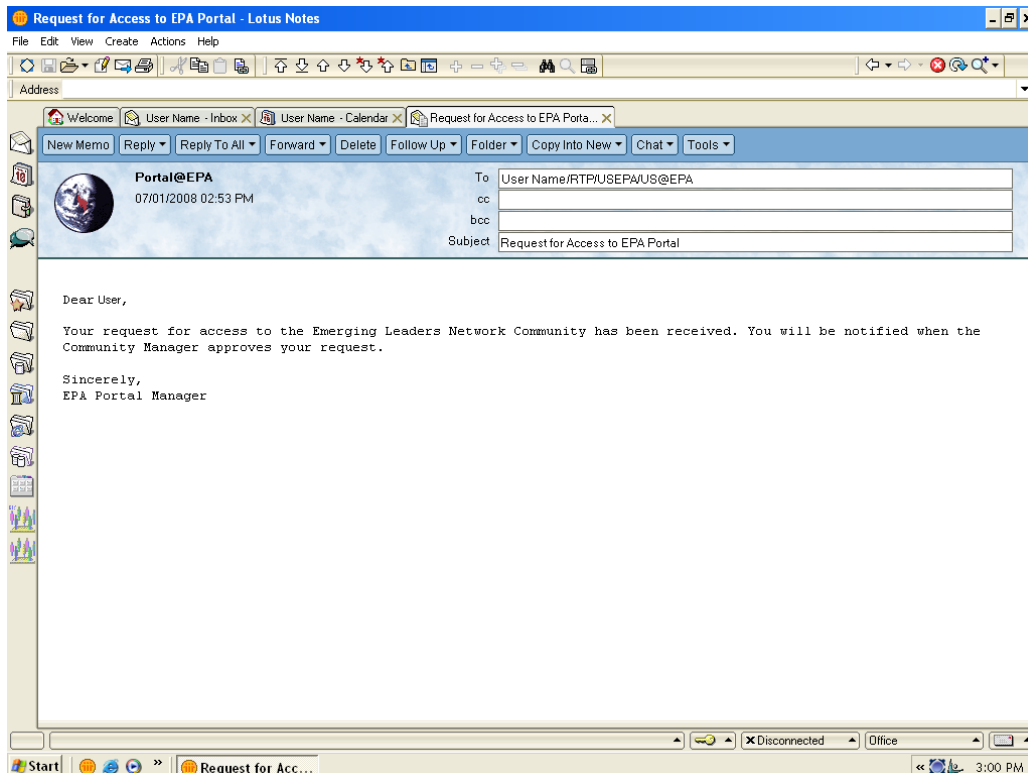 Request for Access to EPA Portal - Lotus Notes
File Edit View Create Actions Help
Address
Welcome User Name - Inbox User Name - Calendar Request for Access to EPA Porta...
New Memo Reply Reply To All Forward Delete Follow Up Folder Copy Into New Chat Tools
Portal@EPA
07/01/2008 02:53 PM
To User Name/RTP/USEPA/US@EPA
cc
bcc
Subject Request for Access to EPA Portal
Dear User,
Your request for access to the Emerging Leaders Network Community has been received. You will be notified when the
Community Manager approves your request.
Sincerely,
EPA Portal Manager
Disconnected Office
Start » Request for Acc... « 3:00 PM